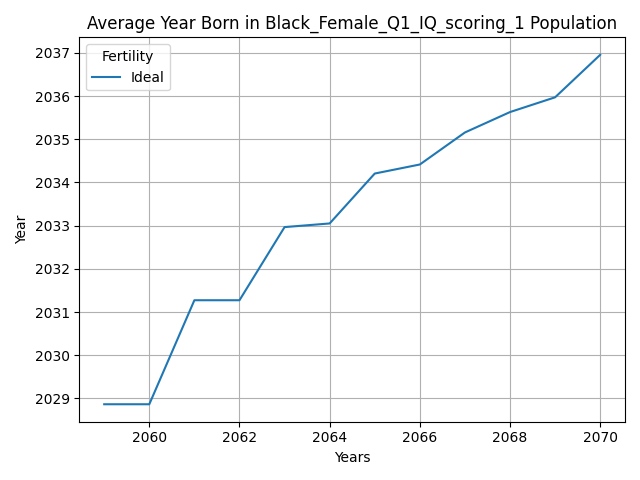 Average Year Born in Black_Female_Q1_IQ_scoring_1 Population
Fertility
Ideal
2037
2036
2035
2034
2033
2032
2031
2030
2029
Year
2060 2062 2064 2066 2068 2070
Years